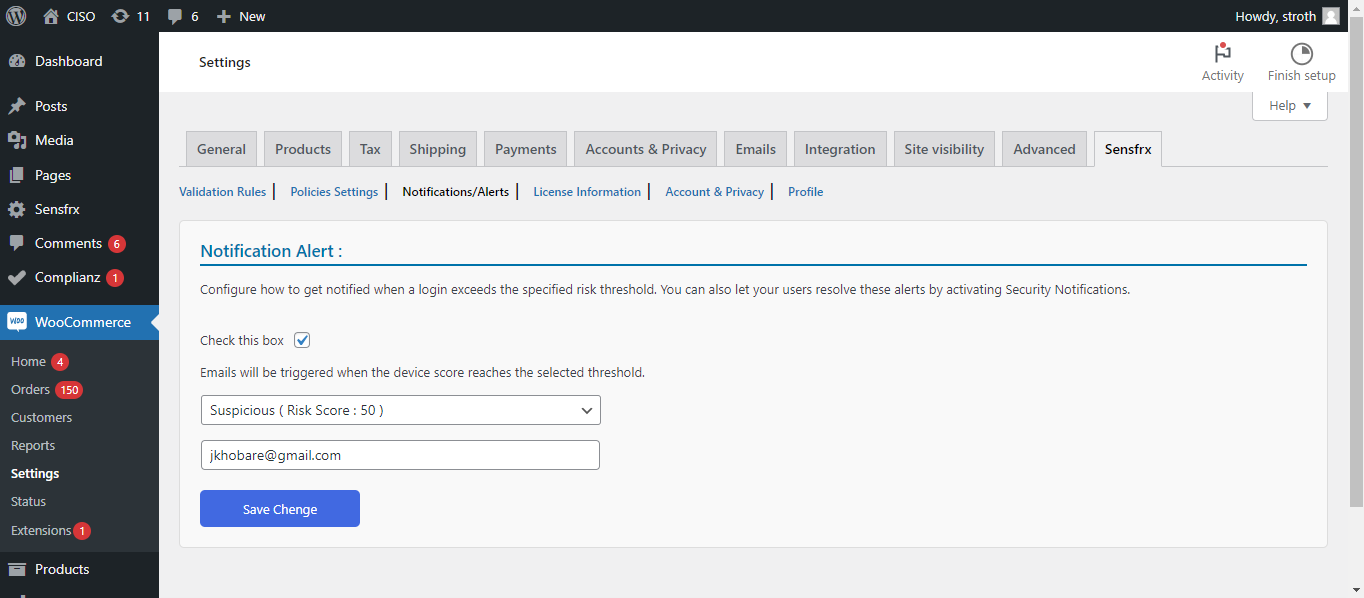 CISO 11 6 New Howdy, stroth
Dashboard
Posts
Media
Pages
Sensfrx
Comments 6
Complianz 1
WOO WooCommerce
Home 4
Orders 150
Customers
Reports
Settings
Status
Extensions 1
Products
Settings
Activity
Finish setup
Help
General Products Tax Shipping Payments Accounts & Privacy Emails Integration Site visibility Advanced Sensfrx
Validation Rules | Policies Settings | Notifications/Alerts | License Information | Account & Privacy | Profile
Notification Alert :
Configure how to get notified when a login exceeds the specified risk threshold. You can also let your users resolve these alerts by activating Security Notifications.
Check this box
Emails will be triggered when the device score reaches the selected threshold.
Suspicious ( Risk Score : 50 )
jkhobare@gmail.com
Save Chenge